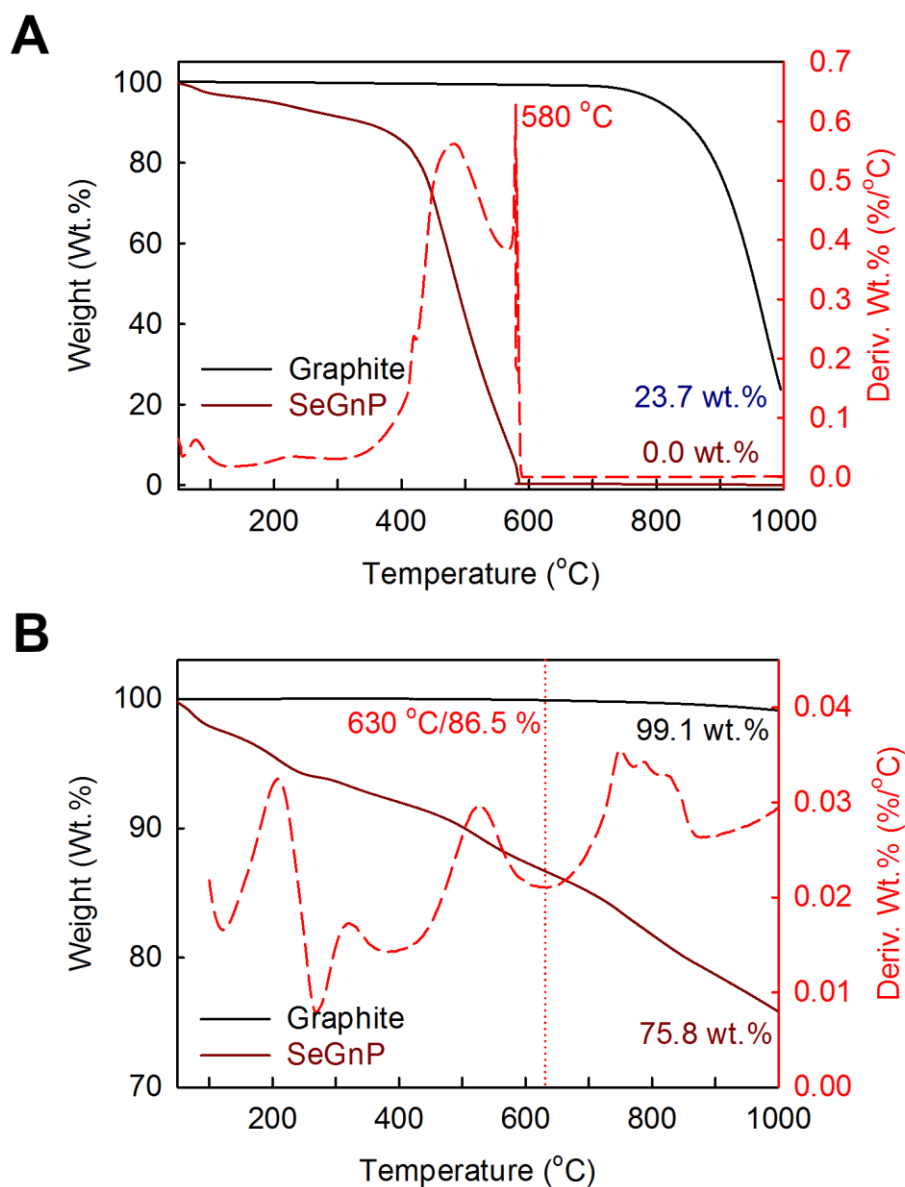 A
100
80
60
40
20
0
Weight (Wt.%)
0.7
0.6
0.5
0.4
0.3
0.2
0.1
0.0
Deriv. Wt.% (%/°C)
580 °C
Graphite
SeGnP
23.7 wt.%
0.0 wt.%
200 400 600 800 1000
Temperature (°C)
B
100
90
80
70
Weight (Wt.%)
0.04
0.03
0.02
0.01
0.00
Deriv. Wt.% (%/°C)
630 °C/86.5 %
99.1 wt.%
Graphite
SeGnP
75.8 wt.%
200 400 600 800 1000
Temperature (°C)